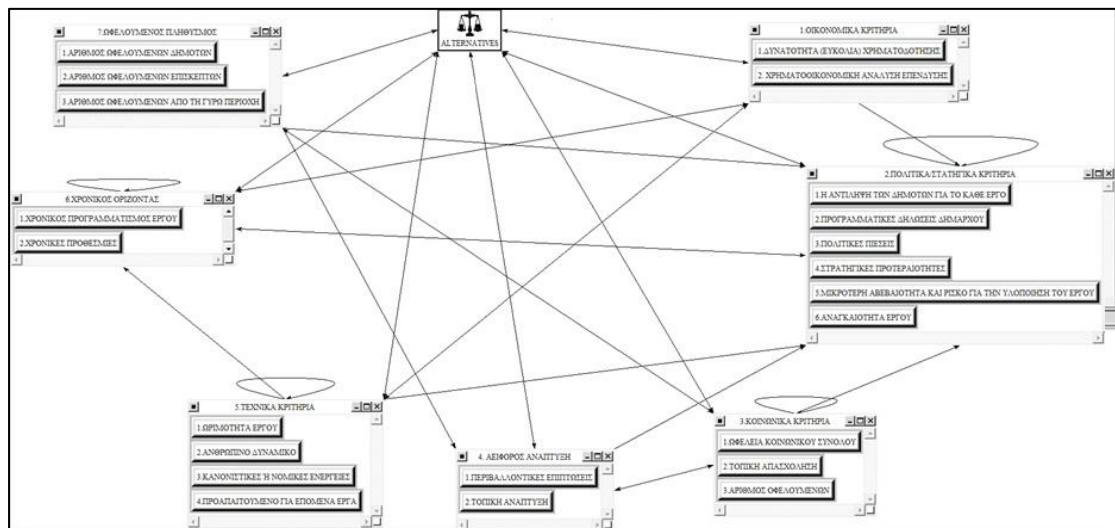 7.ΩΦΕΛΟΥΜΕΝΟΣ ΠΛΗΘΥΣΜΟΣ
1.ΑΡΙΘΜΟΣ ΩΦΕΛΟΥΜΕΝΩΝ ΔΗΜΟΤΩΝ
2.ΑΡΙΘΜΟΣ ΩΦΕΛΟΥΜΕΝΩΝ ΕΠΙΣΚΕΠΤΩΝ
3.ΑΡΙΘΜΟΣ ΩΦΕΛΟΥΜΕΝΩΝ ΑΠΟ ΤΗ ΓΥΡΩ ΠΕΡΙΟΧΗ
ALTERNATIVES
1.ΟΙΚΟΝΟΜΙΚΑ ΚΡΙΤΗΡΙΑ
1.ΔΥΝΑΤΟΤΗΤΑ (ΕΥΚΟΛΙΑ) ΧΡΗΜΑΤΟΔΟΤΗΣΗΣ
2. ΧΡΗΜΑΤΟΟΙΚΟΝΟΜΙΚΗ ΑΝΑΛΥΣΗ ΕΠΕΝΔΥΣΗΣ
6.ΧΡΟΝΙΚΟΣ ΟΡΙΖΟΝΤΑΣ
1.ΧΡΟΝΙΚΟΣ ΠΡΟΓΡΑΜΜΑΤΙΣΜΟΣ ΕΡΓΟΥ
2.ΧΡΟΝΙΚΕΣ ΠΡΟΘΕΣΜΙΕΣ
2.ΠΟΛΙΤΙΚΑ/ΣΤΑΤΗΓΙΚΑ ΚΡΙΤΗΡΙΑ
1.Η ΑΝΤΙΛΗΨΗ ΤΩΝ ΔΗΜΟΤΩΝ ΓΙΑ ΤΟ ΚΑΘΕ ΕΡΓΟ
2.ΠΡΟΓΡΑΜΜΑΤΙΚΕΣ ΔΗΛΩΣΕΙΣ ΔΗΜΑΡΧΟΥ
3.ΠΟΛΙΤΙΚΕΣ ΠΙΕΣΕΙΣ
4.ΣΤΡΑΤΗΓΙΚΕΣ ΠΡΟΤΕΡΑΙΟΤΗΤΕΣ
5.ΜΙΚΡΟΤΕΡΗ ΑΒΕΒΑΙΟΤΗΤΑ ΚΑΙ ΡΙΣΚΟ ΓΙΑ ΤΗΝ ΥΛΟΠΟΙΗΣΗ ΤΟΥ ΕΡΓΟΥ
6.ΑΝΑΓΚΑΙΟΤΗΤΑ ΕΡΓΟΥ
5.ΤΕΧΝΙΚΑ ΚΡΙΤΗΡΙΑ
1.ΩΡΙΜΟΤΗΤΑ ΕΡΓΟΥ
2.ΑΝΘΡΩΠΙΝΟ ΔΥΝΑΜΙΚΟ
3.ΚΑΝΟΝΙΣΤΙΚΕΣ Ή ΝΟΜΙΚΕΣ ΕΝΕΡΓΕΙΕΣ
4.ΠΡΟΑΠΑΙΤΟΥΜΕΝΟ ΓΙΑ ΕΠΟΜΕΝΑ ΕΡΓΑ
4. ΑΕΙΦΟΡΟΣ ΑΝΑΠΤΥΞΗ
1.ΠΕΡΙΒΑΛΛΟΝΤΙΚΕΣ ΕΠΙΠΤΩΣΕΙΣ
2.ΤΟΠΙΚΗ ΑΝΑΠΤΥΞΗ
3.ΚΟΙΝΩΝΙΚΑ ΚΡΙΤΗΡΙΑ
1.ΩΦΕΛΕΙΑ ΚΟΙΝΩΝΙΚΟΥ ΣΥΝΟΛΟΥ
2.ΤΟΠΙΚΗ ΑΠΑΣΧΟΛΗΣΗ
3.ΑΡΙΘΜΟΣ ΟΦΕΛΟΥΜΕΝΩΝ